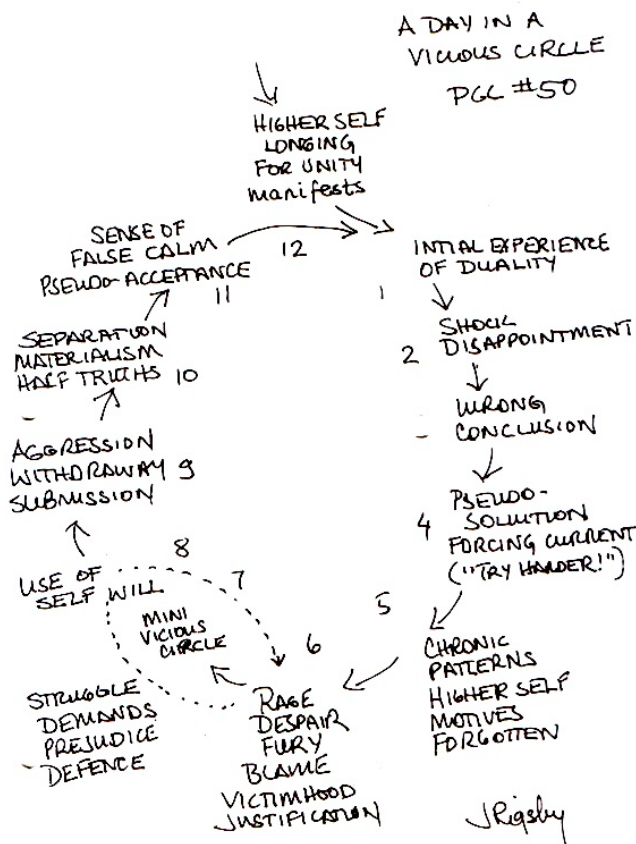 A DAY IN A
VICIOUS CIRCLE
PGL #50
HIGHER SELF
LONGING
FOR UNITY
manifests
12
INTIAL EXPERIENCE
OF DUALITY
1
SHOCK
DISAPPOINTMENT
2
WRONG
CONCLUSION
PSEUDO-
SOLUTION
FORCING CURRENT
("TRY HARDER!")
4
5
CHRONIC
PATTERNS
HIGHER SELF
MOTIVES
FORGOTTEN
6
RAGE
DESPAIR
FURY
BLAME
VICTIMHOOD
JUSTIFICATION
MINI
VICIOUS
CIRCLE
7
8
STRUGGLE
DEMANDS
PREJUDICE
DEFENCE
USE OF
SELF WILL
AGGRESSION
WITHDRAWAY 9
SUBMISSION
SEPARATION
MATERIALISM
HALF TRUTHS 10
SENSE OF
FALSE CALM
PSEUDO-ACCEPTANCE
11
JRigsby